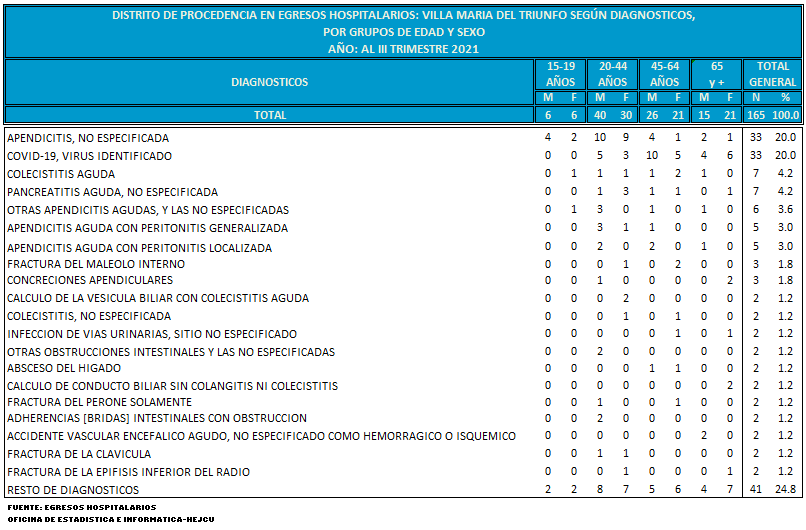 DISTRITO DE PROCEDENCIA EN EGRESOS HOSPITALARIOS: VILLA MARIA DEL TRIUNFO SEGÚN DIAGNOSTICOS,
POR GRUPOS DE EDAD Y SEXO
AÑO: AL III TRIMESTRE 2021
DIAGNOSTICOS 15-19 AÑOS 20-44 AÑOS 45-64 AÑOS 65 y + TOTAL GENERAL
M F M F M F M F N %
TOTAL 6 6 40 30 26 21 15 21 165 100.0
APENDICITIS, NO ESPECIFICADA 4 2 10 9 4 1 2 1 33 20.0
COVID-19, VIRUS IDENTIFICADO 0 0 5 3 10 5 4 6 33 20.0
COLECISTITIS AGUDA 0 1 1 1 1 2 1 0 7 4.2
PANCREATITIS AGUDA, NO ESPECIFICADA 0 0 1 3 1 1 0 1 7 4.2
OTRAS APENDICITIS AGUDAS, Y LAS NO ESPECIFICADAS 0 1 3 0 1 0 1 0 6 3.6
APENDICITIS AGUDA CON PERITONITIS GENERALIZADA 0 0 3 1 1 0 0 0 5 3.0
APENDICITIS AGUDA CON PERITONITIS LOCALIZADA 0 0 2 0 2 0 1 0 5 3.0
FRACTURA DEL MALEOLO INTERNO 0 0 0 1 0 2 0 0 3 1.8
CONCRECIONES APENDICULARES 0 0 1 0 0 0 0 2 3 1.8
CALCULO DE LA VESICULA BILIAR CON COLECISTITIS AGUDA 0 0 0 2 0 0 0 0 2 1.2
COLECISTITIS, NO ESPECIFICADA 0 0 0 1 0 1 0 0 2 1.2
INFECCION DE VIAS URINARIAS, SITIO NO ESPECIFICADO 0 0 0 0 0 1 0 1 2 1.2
OTRAS OBSTRUCCIONES INTESTINALES Y LAS NO ESPECIFICADAS 0 0 2 0 0 0 0 0 2 1.2
ABSCESO DEL HIGADO 0 0 0 0 1 1 0 0 2 1.2
CALCULO DE CONDUCTO BILIAR SIN COLANGITIS NI COLECISTITIS 0 0 0 0 0 0 0 2 2 1.2
FRACTURA DEL PERONE SOLAMENTE 0 0 1 0 0 1 0 0 2 1.2
ADHERENCIAS [BRIDAS] INTESTINALES CON OBSTRUCCION 0 0 2 0 0 0 0 0 2 1.2
ACCIDENTE VASCULAR ENCEFALICO AGUDO, NO ESPECIFICADO COMO HEMORRAGICO O ISQUEMICO 0 0 0 0 0 0 2 0 2 1.2
FRACTURA DE LA CLAVICULA 0 0 1 1 0 0 0 0 2 1.2
FRACTURA DE LA EPIFISIS INFERIOR DEL RADIO 0 0 0 1 0 0 0 1 2 1.2
RESTO DE DIAGNOSTICOS 2 2 8 7 5 6 4 7 41 24.8
FUENTE: EGRESOS HOSPITALARIOS
OFICINA DE ESTADISTICA E INFORMATICA-HEJCU